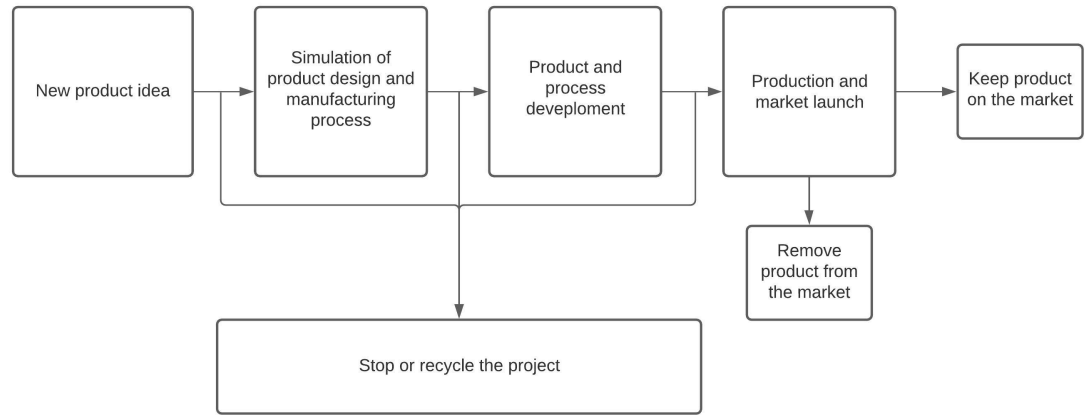 New product idea
Simulation of
product design and
manufacturing
process
Product and
process
deveploment
Production and
market launch
Keep product
on the market
Remove
product from
the market
Stop or recycle the project